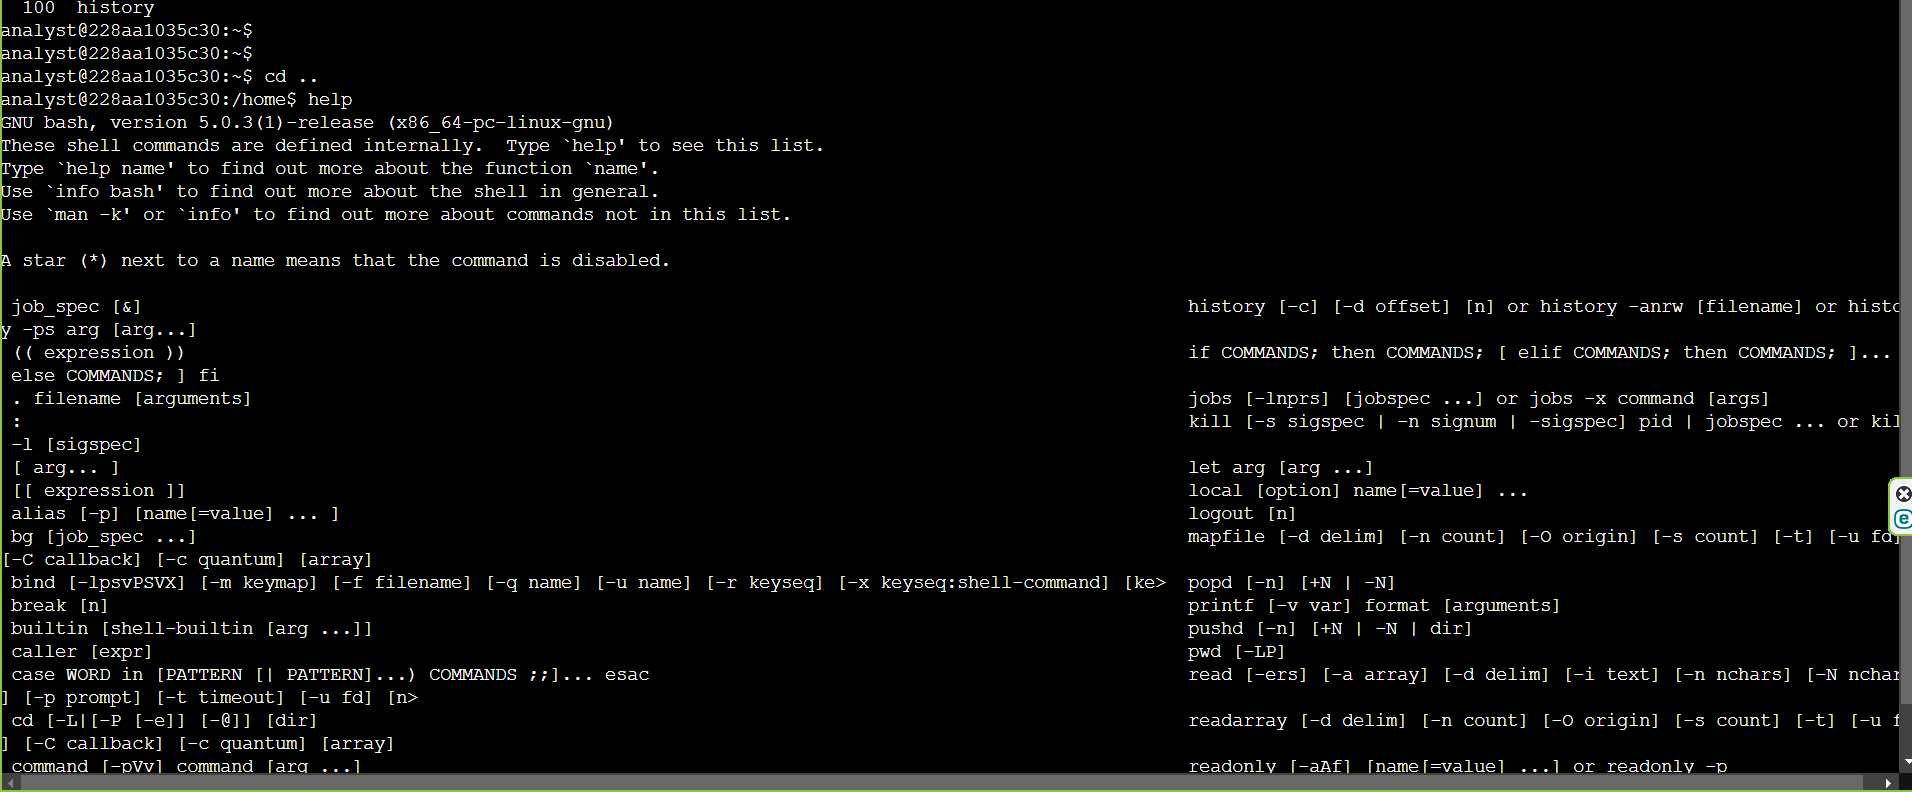 100  history
analyst@228aa1035c30:~$
analyst@228aa1035c30:~$
analyst@228aa1035c30:~$ cd ..
analyst@228aa1035c30:/home$ help
GNU bash, version 5.0.3(1)-release (x86_64-pc-linux-gnu)
These shell commands are defined internally.  Type `help' to see this list.
Type `help name' to find out more about the function `name'.
Use `info bash' to find out more about the shell in general.
Use `man -k' or `info' to find out more about commands not in this list.
A star (*) next to a name means that the command is disabled.
job_spec [&] history [-c] [-d offset] [n] or history -anrw [filename] or histo
y -ps arg [arg...]
(( expression )) if COMMANDS; then COMMANDS; [ elif COMMANDS; then COMMANDS; ]...
else COMMANDS; ] fi
. filename [arguments] jobs [-lnprs] [jobspec ...] or jobs -x command [args]
: kill [-s sigspec | -n signum | -sigspec] pid | jobspec ... or kil
-l [sigspec]
[ arg... ] let arg [arg ...]
[[ expression ]] local [option] name[=value] ...
alias [-p] [name[=value] ... ] logout [n]
bg [job_spec ...] mapfile [-d delim] [-n count] [-O origin] [-s count] [-t] [-u fd]
[-C callback] [-c quantum] [array]
bind [-lpsvPSVX] [-m keymap] [-f filename] [-q name] [-u name] [-r keyseq] [-x keyseq:shell-command] [ke> popd [-n] [+N | -N]
break [n] printf [-v var] format [arguments]
builtin [shell-builtin [arg ...]] pushd [-n] [+N | -N | dir]
caller [expr] pwd [-LP]
case WORD in [PATTERN [| PATTERN]...) COMMANDS ;;]... esac read [-ers] [-a array] [-d delim] [-i text] [-n nchars] [-N nchar
] [-p prompt] [-t timeout] [-u fd] [n>
cd [-L|[-P [-e]] [-@]] [dir] readarray [-d delim] [-n count] [-O origin] [-s count] [-t] [-u f
] [-C callback] [-c quantum] [array]
command [-pVv] command [arg ...] readonly [-aAf] [name[=value] ...] or readonly -p